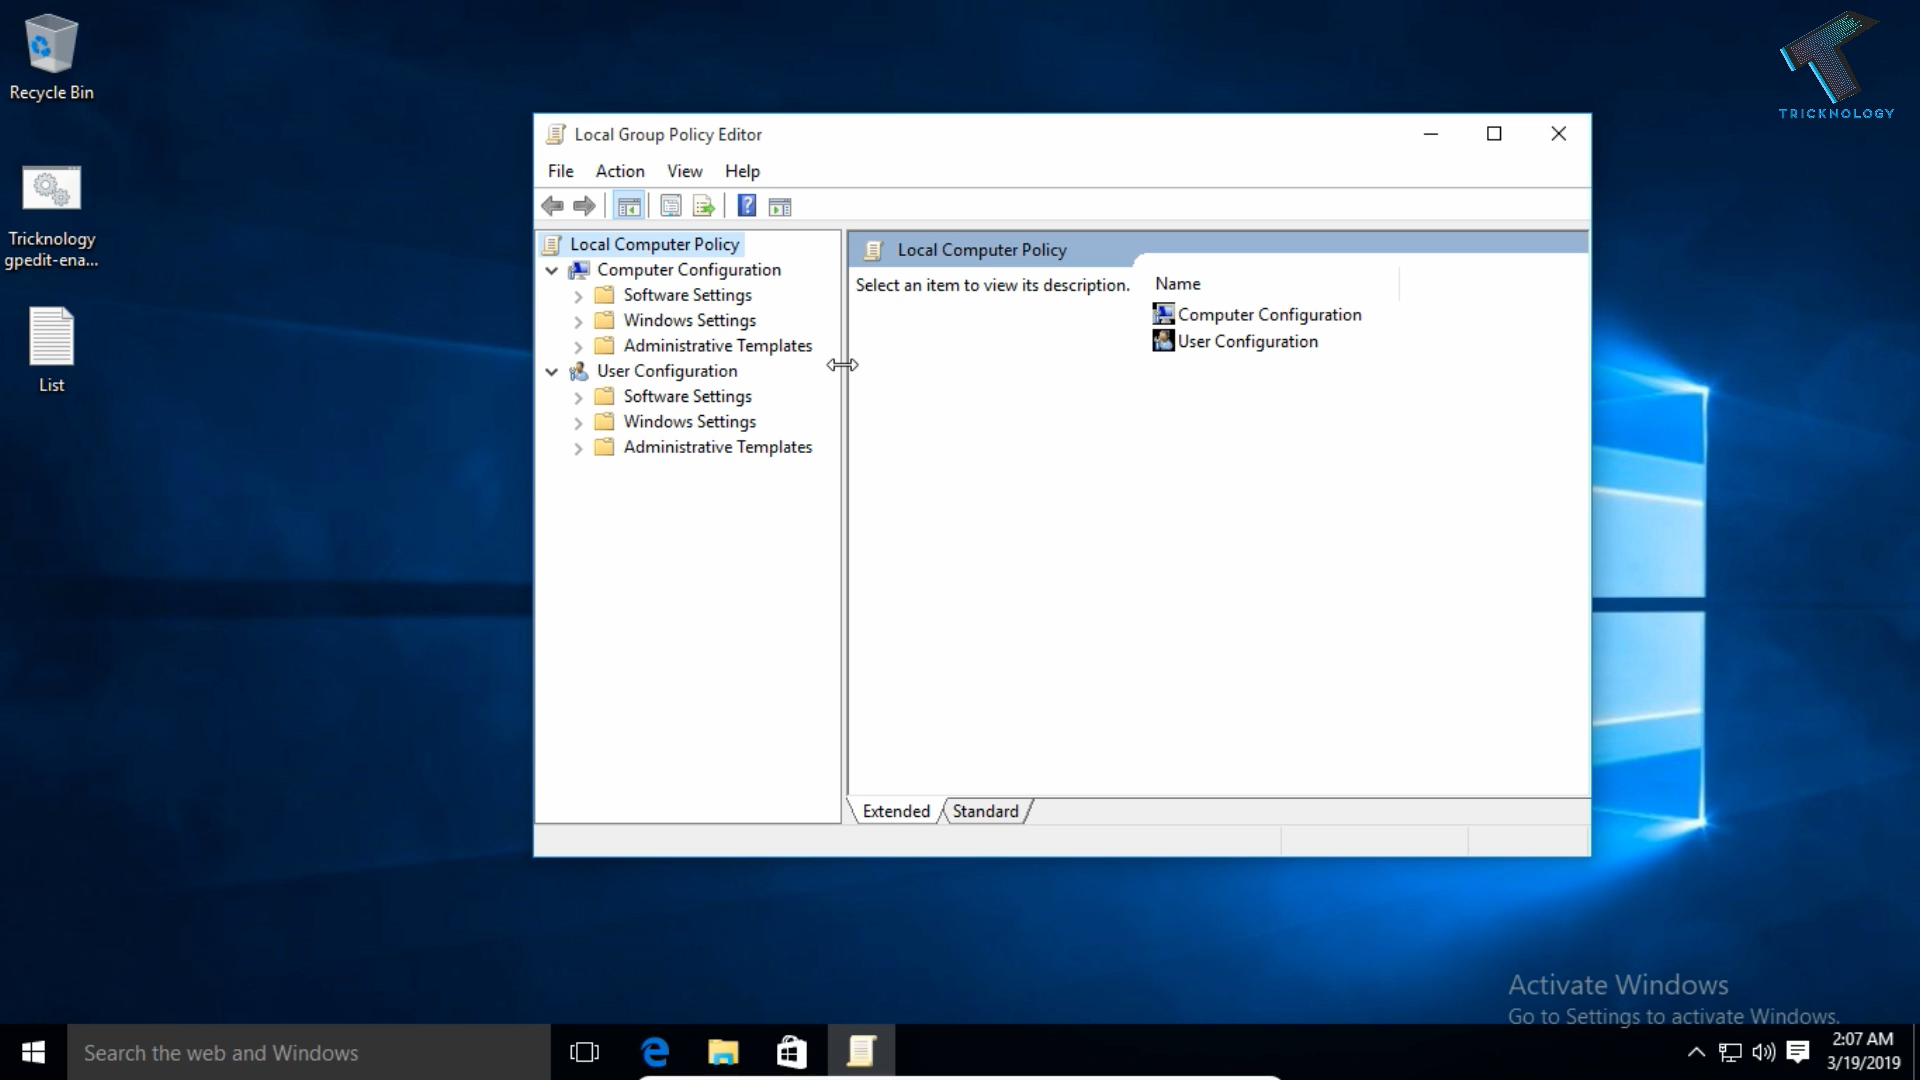 Recycle Bin
Tricknology
gpedit-ena...
List
TRICKNOLOGY
Local Group Policy Editor
File Action View Help
Local Computer Policy
Computer Configuration
Software Settings
Windows Settings
Administrative Templates
User Configuration
Software Settings
Windows Settings
Administrative Templates
Local Computer Policy
Select an item to view its description.
Name
Computer Configuration
User Configuration
Extended Standard
Activate Windows
Go to Settings to activate Windows.
Search the web and Windows
2:07 AM
3/19/2019